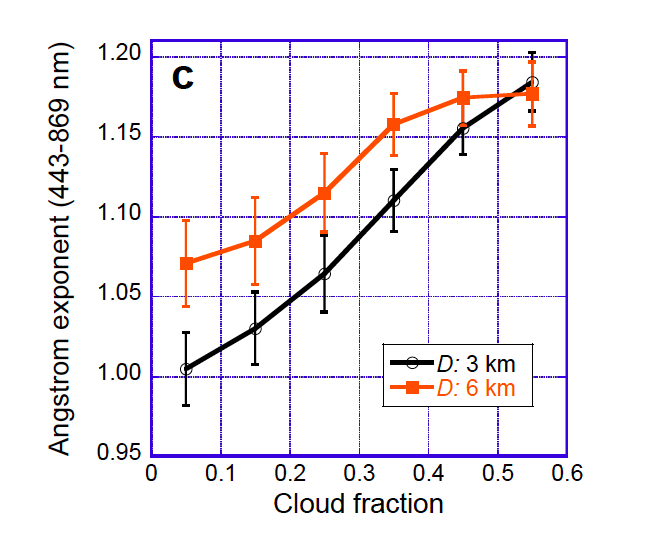 c
Angstrom exponent (443-869 nm)
1.20
1.15
1.10
1.05
1.00
0.95
D: 3 km
D: 6 km
0 0.1 0.2 0.3 0.4 0.5 0.6
Cloud fraction